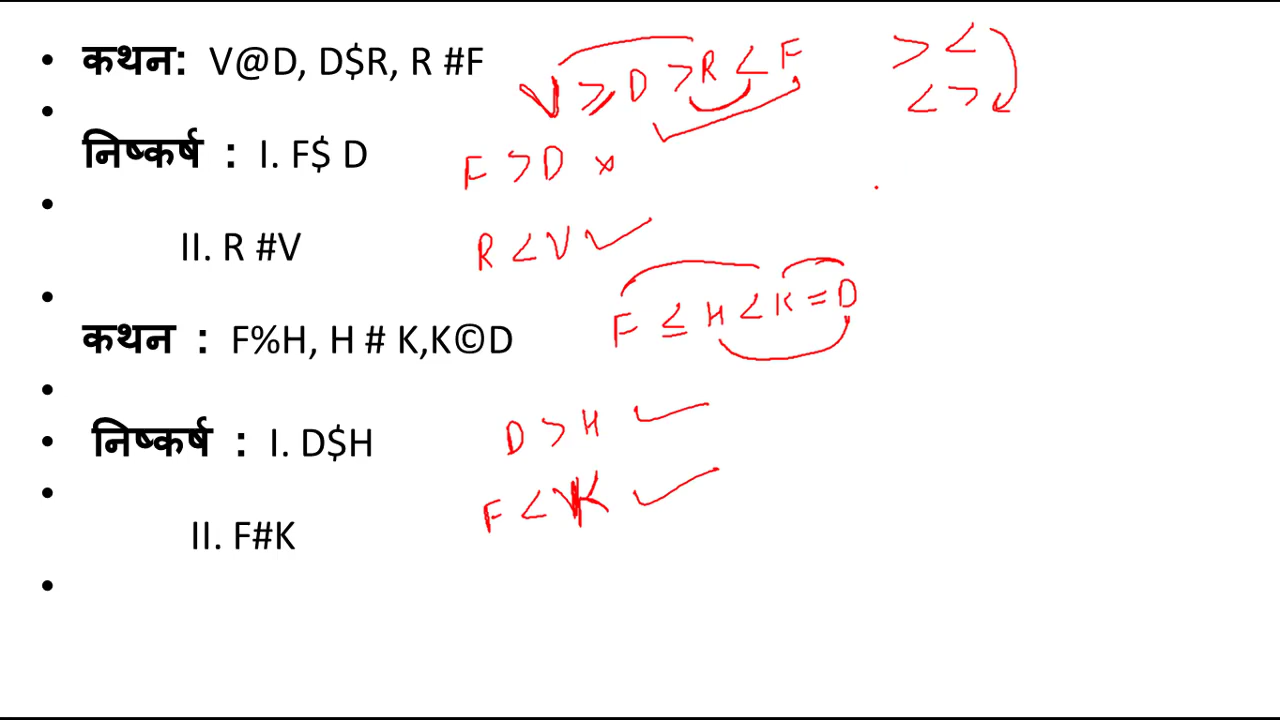 • कथन: V@D, D$R, R #F
V ≥ D > R < F
> <
< >
•
निष्कर्ष : I. F$ D
F > D ×
•
II. R #V
R < V ✓
•
F ≤ H < K = D
कथन : F%H, H # K,K©D
•
• निष्कर्ष : I. D$H
D > H ✓
•
II. F#K
F < K ✓
•